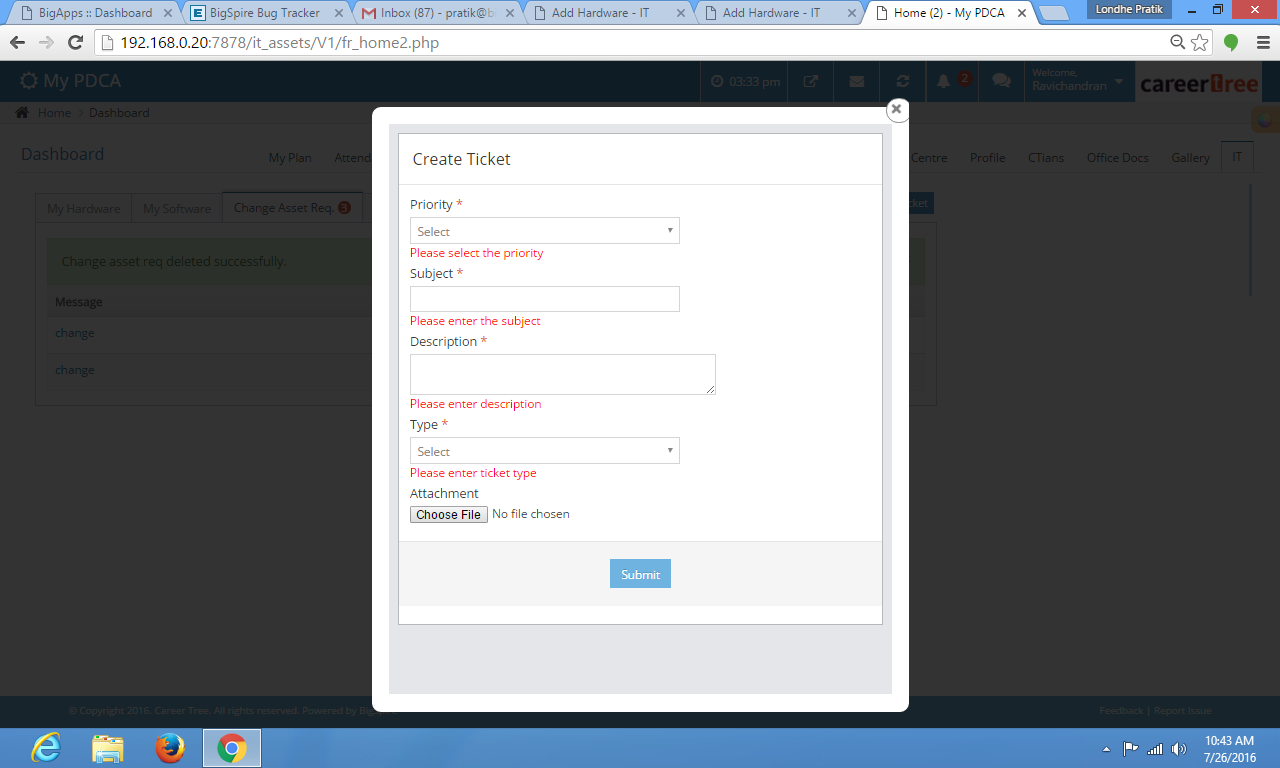 BigApps :: Dashboard
BigSpire Bug Tracker
Inbox (87) - pratik@b
Add Hardware - IT
Add Hardware - IT
Home (2) - My PDCA
Londhe Pratik
192.168.0.20:7878/it_assets/V1/fr_home2.php
My PDCA
03:33 pm
2
Welcome,
Ravichandran
careertree
Home > Dashboard
Dashboard
My Plan
Attend
Centre
Profile
CTians
Office Docs
Gallery
IT
My Hardware
My Software
Change Asset Req. 3
cket
Change asset req deleted successfully.
Message
change
change
Create Ticket
Priority *
Select
Please select the priority
Subject *
Please enter the subject
Description *
Please enter description
Type *
Select
Please enter ticket type
Attachment
Choose File No file chosen
Submit
© Copyright 2016. Career Tree. All rights reserved. Powered by BigSpire
Feedback | Report Issue
10:43 AM
7/26/2016